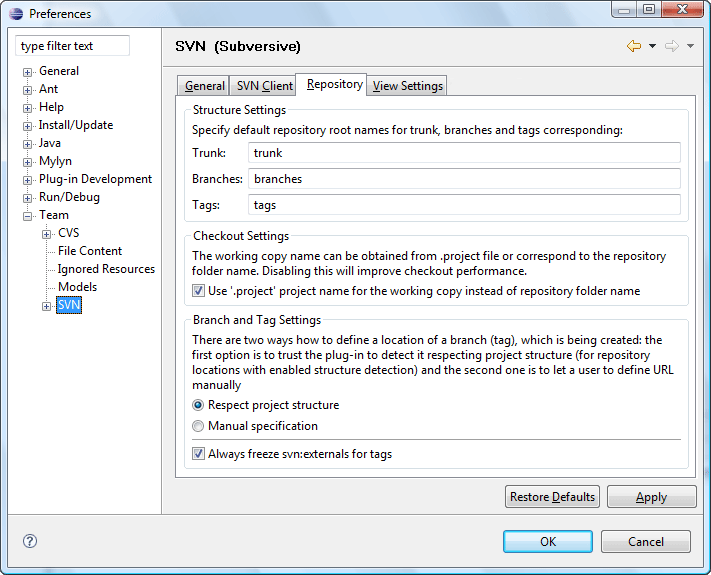 Preferences
type filter text
General
Ant
Help
Install/Update
Java
Mylyn
Plug-in Development
Run/Debug
Team
CVS
File Content
Ignored Resources
Models
SVN
SVN (Subversive)
General
SVN Client
Repository
View Settings
Structure Settings
Specify default repository root names for trunk, branches and tags corresponding:
Trunk: trunk
Branches: branches
Tags: tags
Checkout Settings
The working copy name can be obtained from .project file or correspond to the repository
folder name. Disabling this will improve checkout performance.
Use '.project' project name for the working copy instead of repository folder name
Branch and Tag Settings
There are two ways how to define a location of a branch (tag), which is being created: the
first option is to trust the plug-in to detect it respecting project structure (for repository
locations with enabled structure detection) and the second one is to let a user to define URL
manually
Respect project structure
Manual specification
Always freeze svn:externals for tags
Restore Defaults
Apply
?
OK
Cancel